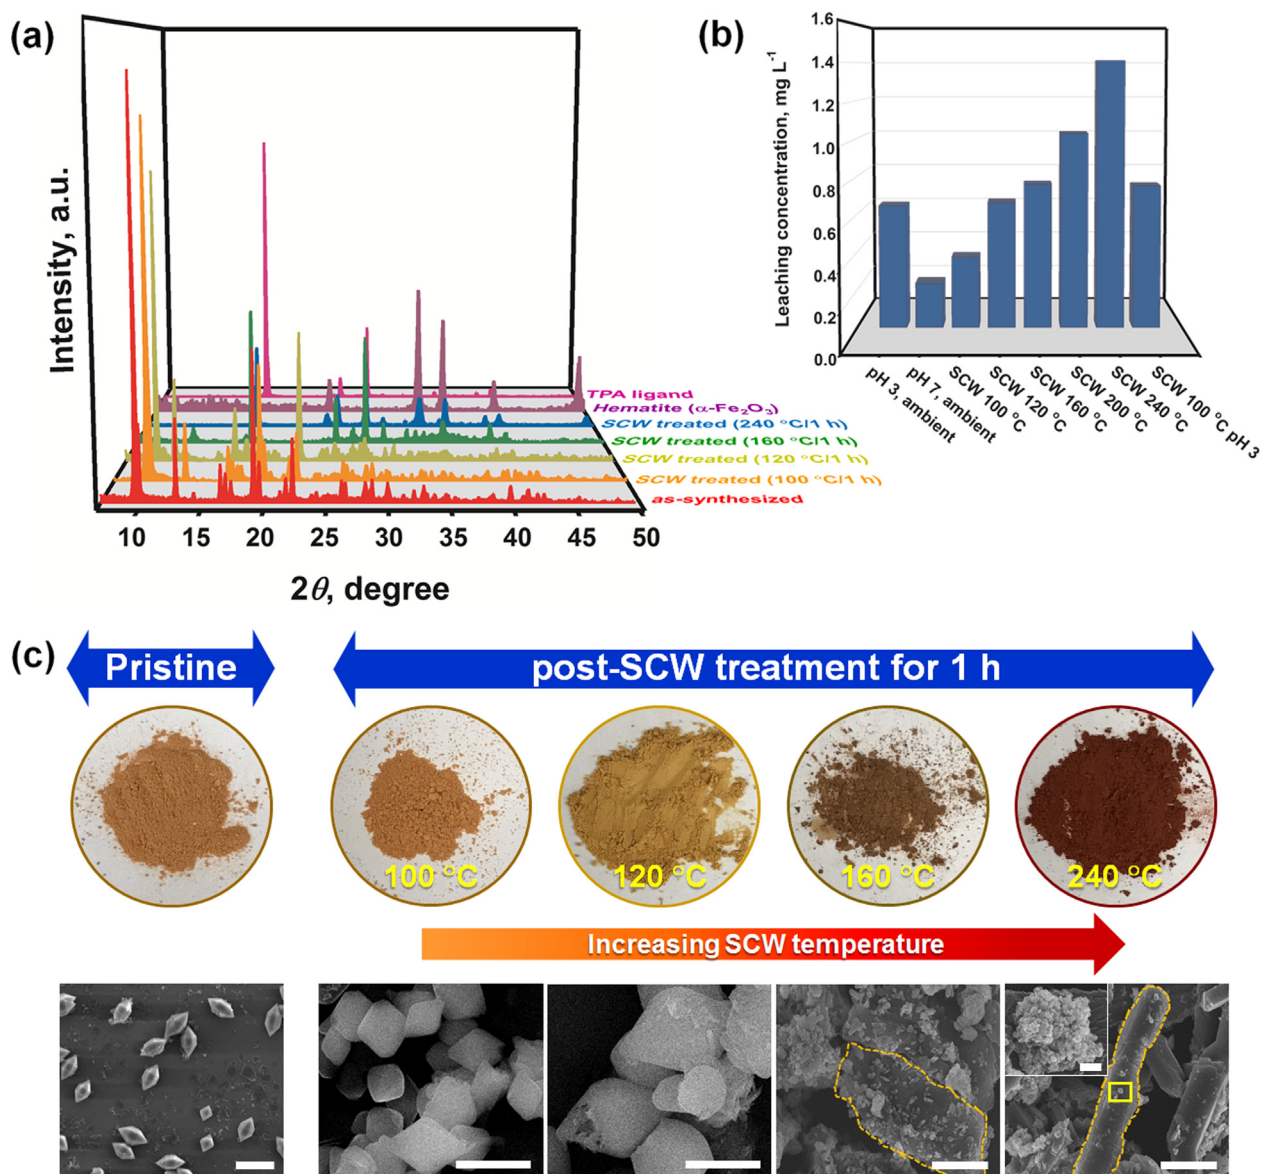 (a)
Intensity, a.u.
TPA ligand
Hematite (α-Fe₂O₃)
SCW treated (240 °C/1 h)
SCW treated (160 °C/1 h)
SCW treated (120 °C/1 h)
SCW treated (100 °C/1 h)
as-synthesized
10 15 20 25 30 35 40 45 50
2θ, degree
(b)
Leaching concentration, mg L⁻¹
1.6
1.4
1.2
1.0
0.8
0.6
0.4
0.2
0.0
pH 3, ambient
pH 7, ambient
SCW 100 °C
SCW 120 °C
SCW 160 °C
SCW 200 °C
SCW 240 °C
SCW 100 °C pH 3
(c)
Pristine
post-SCW treatment for 1 h
100 °C
120 °C
160 °C
240 °C
Increasing SCW temperature